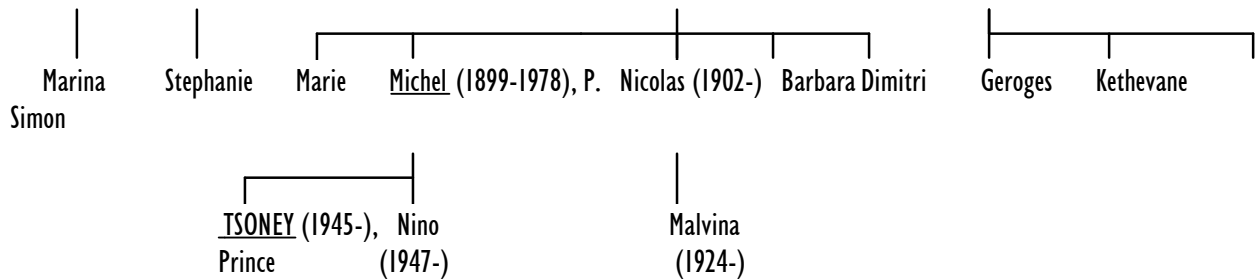 Marina Stephanie Marie Michel (1899-1978), P. Nicolas (1902-) Barbara Dimitri Geroges Kethevane
Simon
TSONEY (1945-), Nino Malvina
Prince (1947-) (1924-)